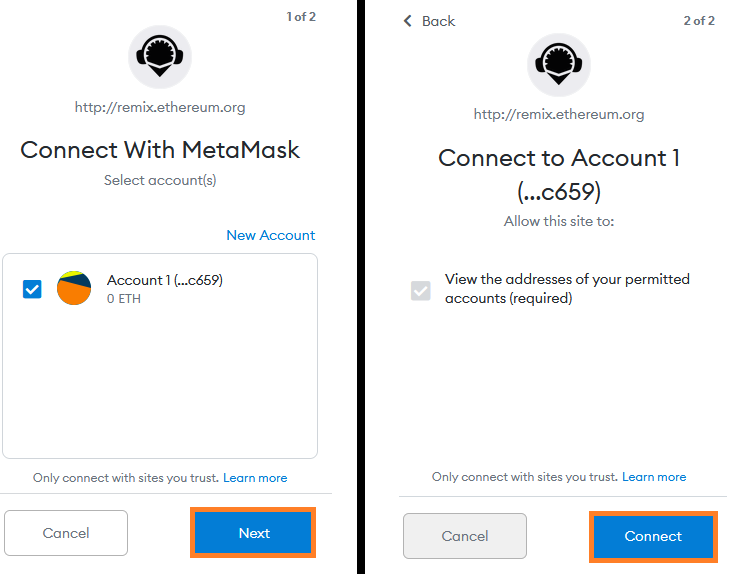 1 of 2
http://remix.ethereum.org
Connect With MetaMask
Select account(s)
New Account
Account 1 (...c659)
0 ETH
Only connect with sites you trust. Learn more
Cancel
Next
Back
2 of 2
http://remix.ethereum.org
Connect to Account 1
(...c659)
Allow this site to:
View the addresses of your permitted
accounts (required)
Only connect with sites you trust. Learn more
Cancel
Connect